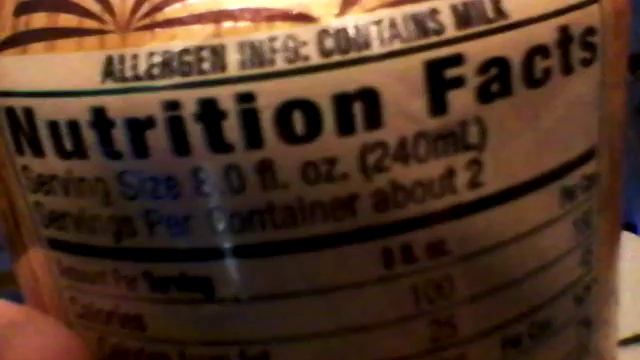 ALLERGEN INFO: CONTAINS MILK
Nutrition Facts
Serving Size 8.0 fl. oz. (240mL)
Servings Per Container about 2
Amount Per Serving 8 fl. oz.
Calories 100
25